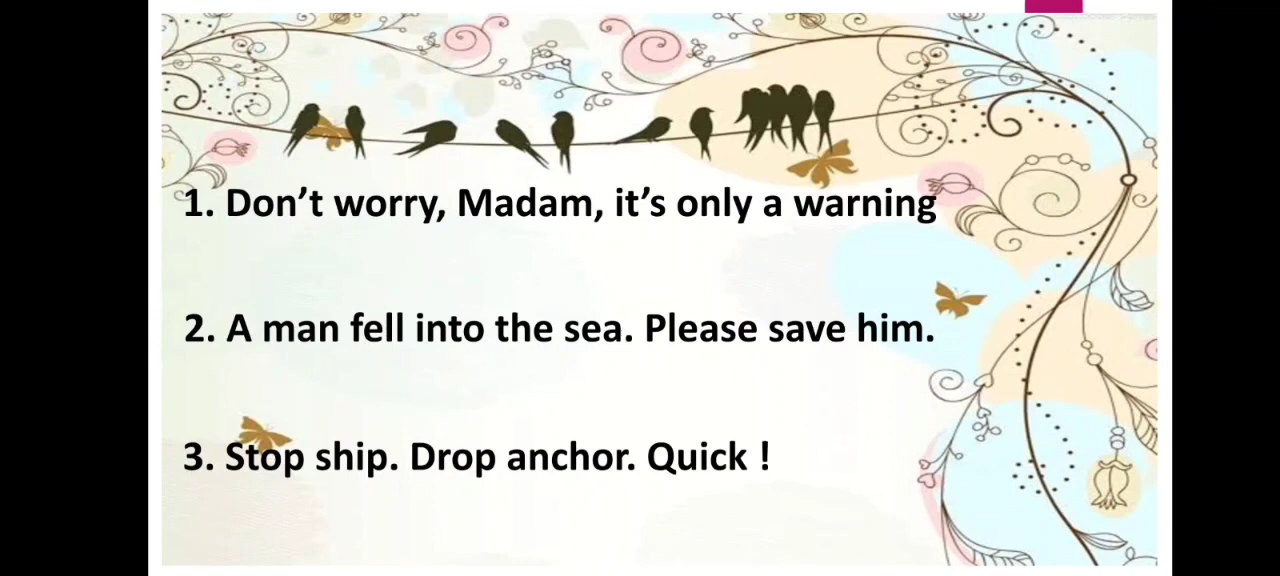 1. Don’t worry, Madam, it’s only a warning
2. A man fell into the sea. Please save him.
3. Stop ship. Drop anchor. Quick !